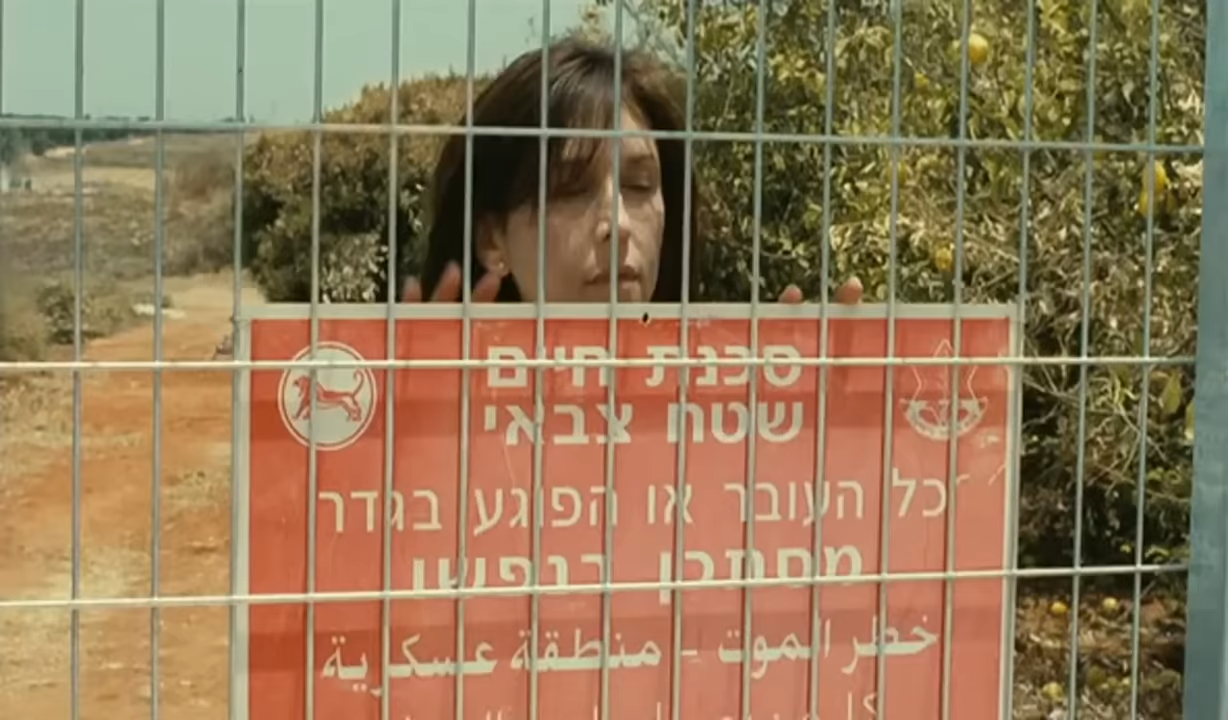 סכנת חיים
שטח צבאי
כל העובר או הפוגע בגדר
מסתכן בנפשו
خطر الموت - منطقة عسكرية